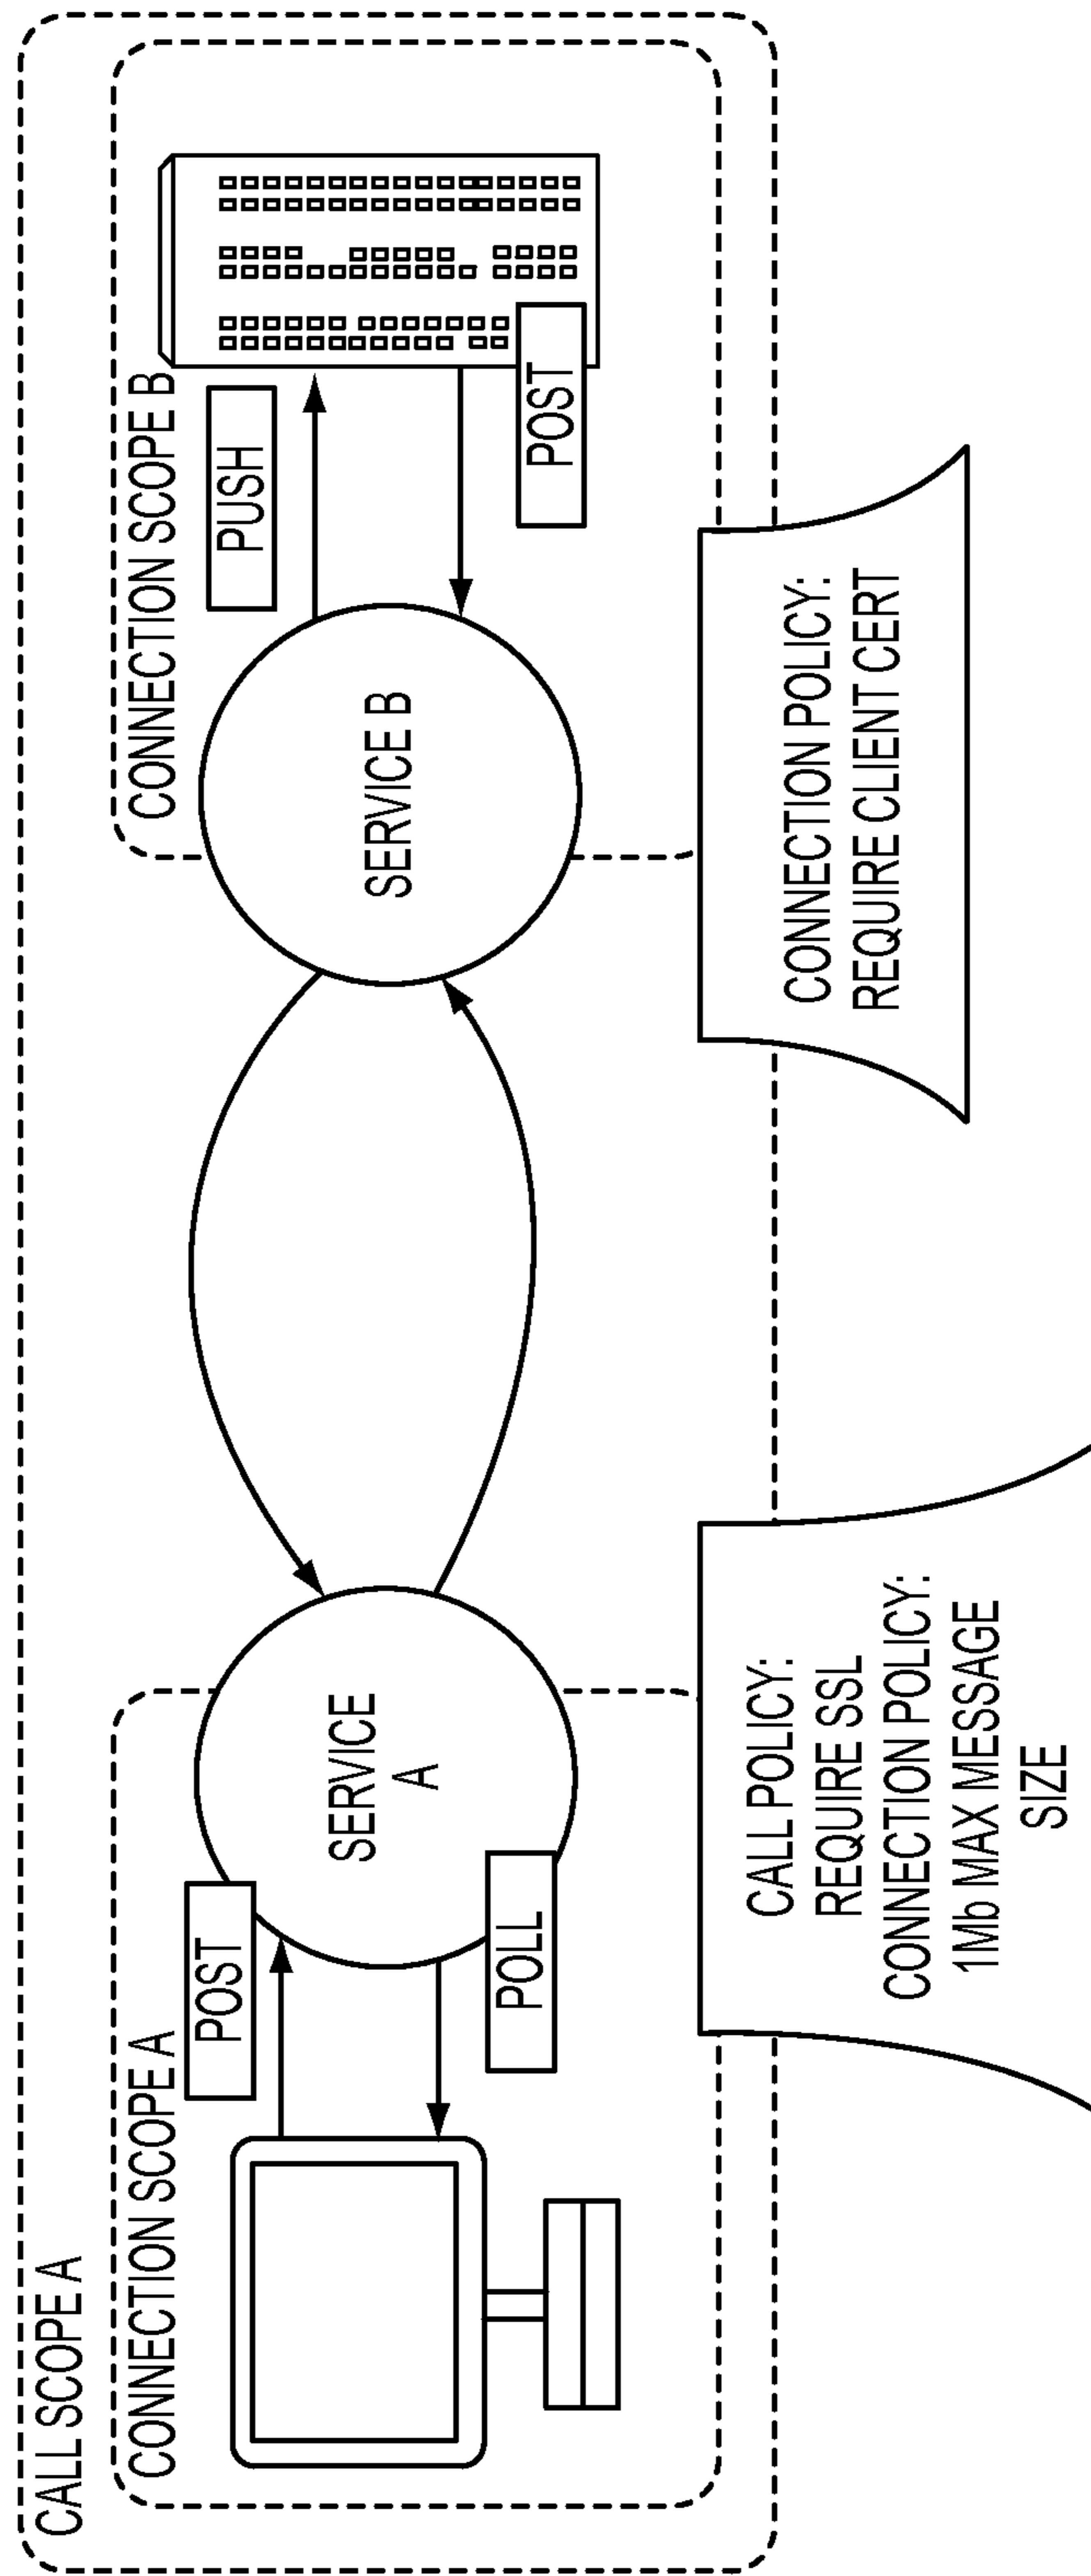 CALL SCOPE A
CONNECTION SCOPE A
CONNECTION SCOPE B
POST
PUSH
SERVICE
A
SERVICE B
POLL
POST
CALL POLICY:
REQUIRE SSL
CONNECTION POLICY:
1Mb MAX MESSAGE
SIZE
CONNECTION POLICY:
REQUIRE CLIENT CERT